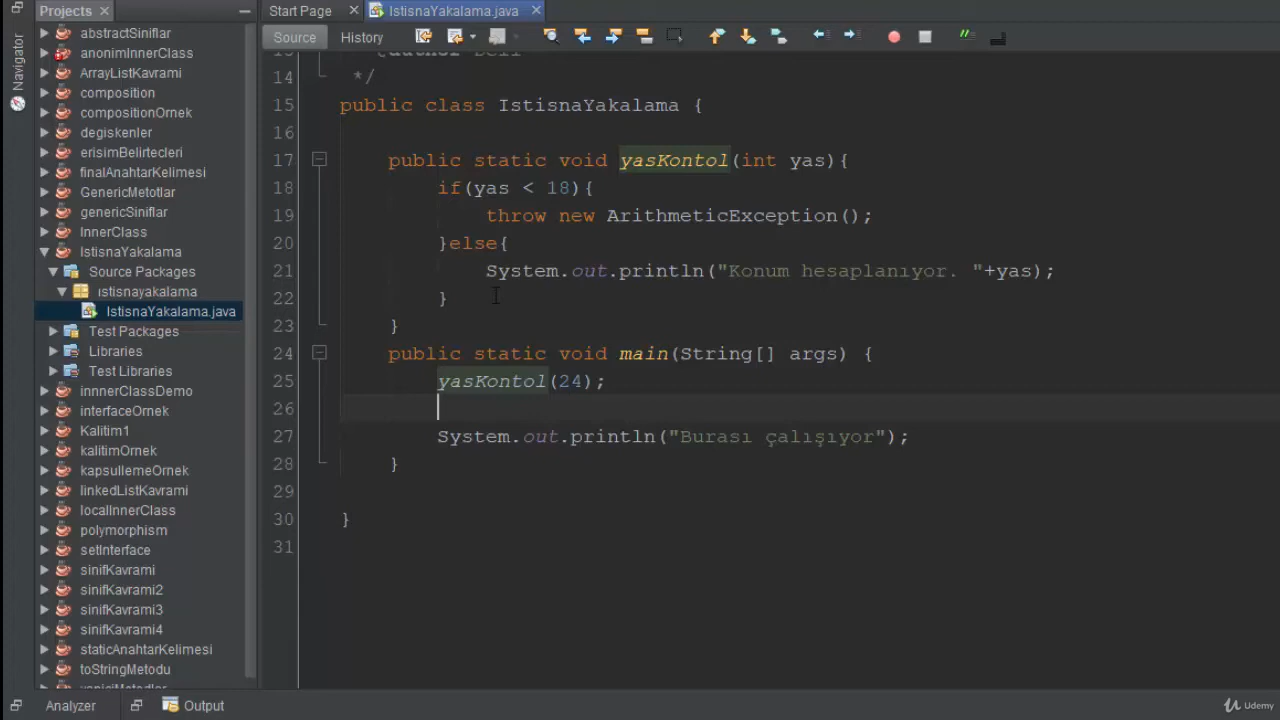 Projects
Start Page
IstisnaYakalama.java
Navigator
Source
History
abstractSiniflar
anonimInnerClass
ArrayListKavrami
composition
compositionOrnek
degiskenler
erisimBelirtecleri
finalAnahtarKelimesi
GenericMetotlar
genericSiniflar
InnerClass
IstisnaYakalama
Source Packages
ıstisnayakalama
IstisnaYakalama.java
Test Packages
Libraries
Test Libraries
innnerClassDemo
interfaceOrnek
Kalitim1
kalitimOrnek
kapsullemeOrnek
linkedListKavrami
localInnerClass
polymorphism
setInterface
sinifKavrami
sinifKavrami2
sinifKavrami3
sinifKavrami4
staticAnahtarKelimesi
toStringMetodu
14 */
15 public class IstisnaYakalama {
16
17 public static void yasKontol(int yas){
18 if(yas < 18){
19 throw new ArithmeticException();
20 }else{
21 System.out.println("Konum hesaplanıyor. "+yas);
22 }
23 }
24 public static void main(String[] args) {
25 yasKontol(24);
26
27 System.out.println("Burası çalışıyor");
28 }
29
30 }
31
Analyzer
Output
Udemy